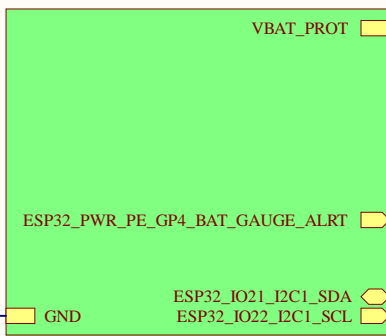 VBAT_PROT
ESP32_PWR_PE_GP4_BAT_GAUGE_ALRT
ESP32_IO21_I2C1_SDA
GND
ESP32_IO22_I2C1_SCL